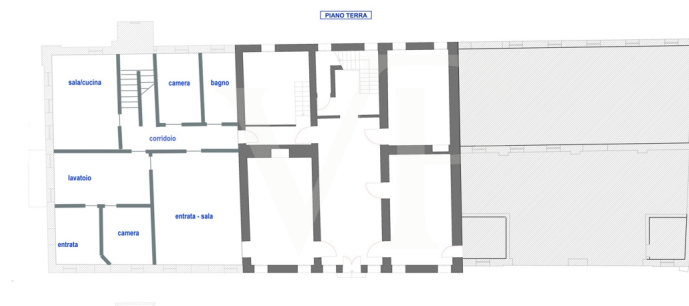 PIANO TERRA
sala/cucina
camera
bagno
corridoio
lavatoio
entrata - sala
camera
entrata